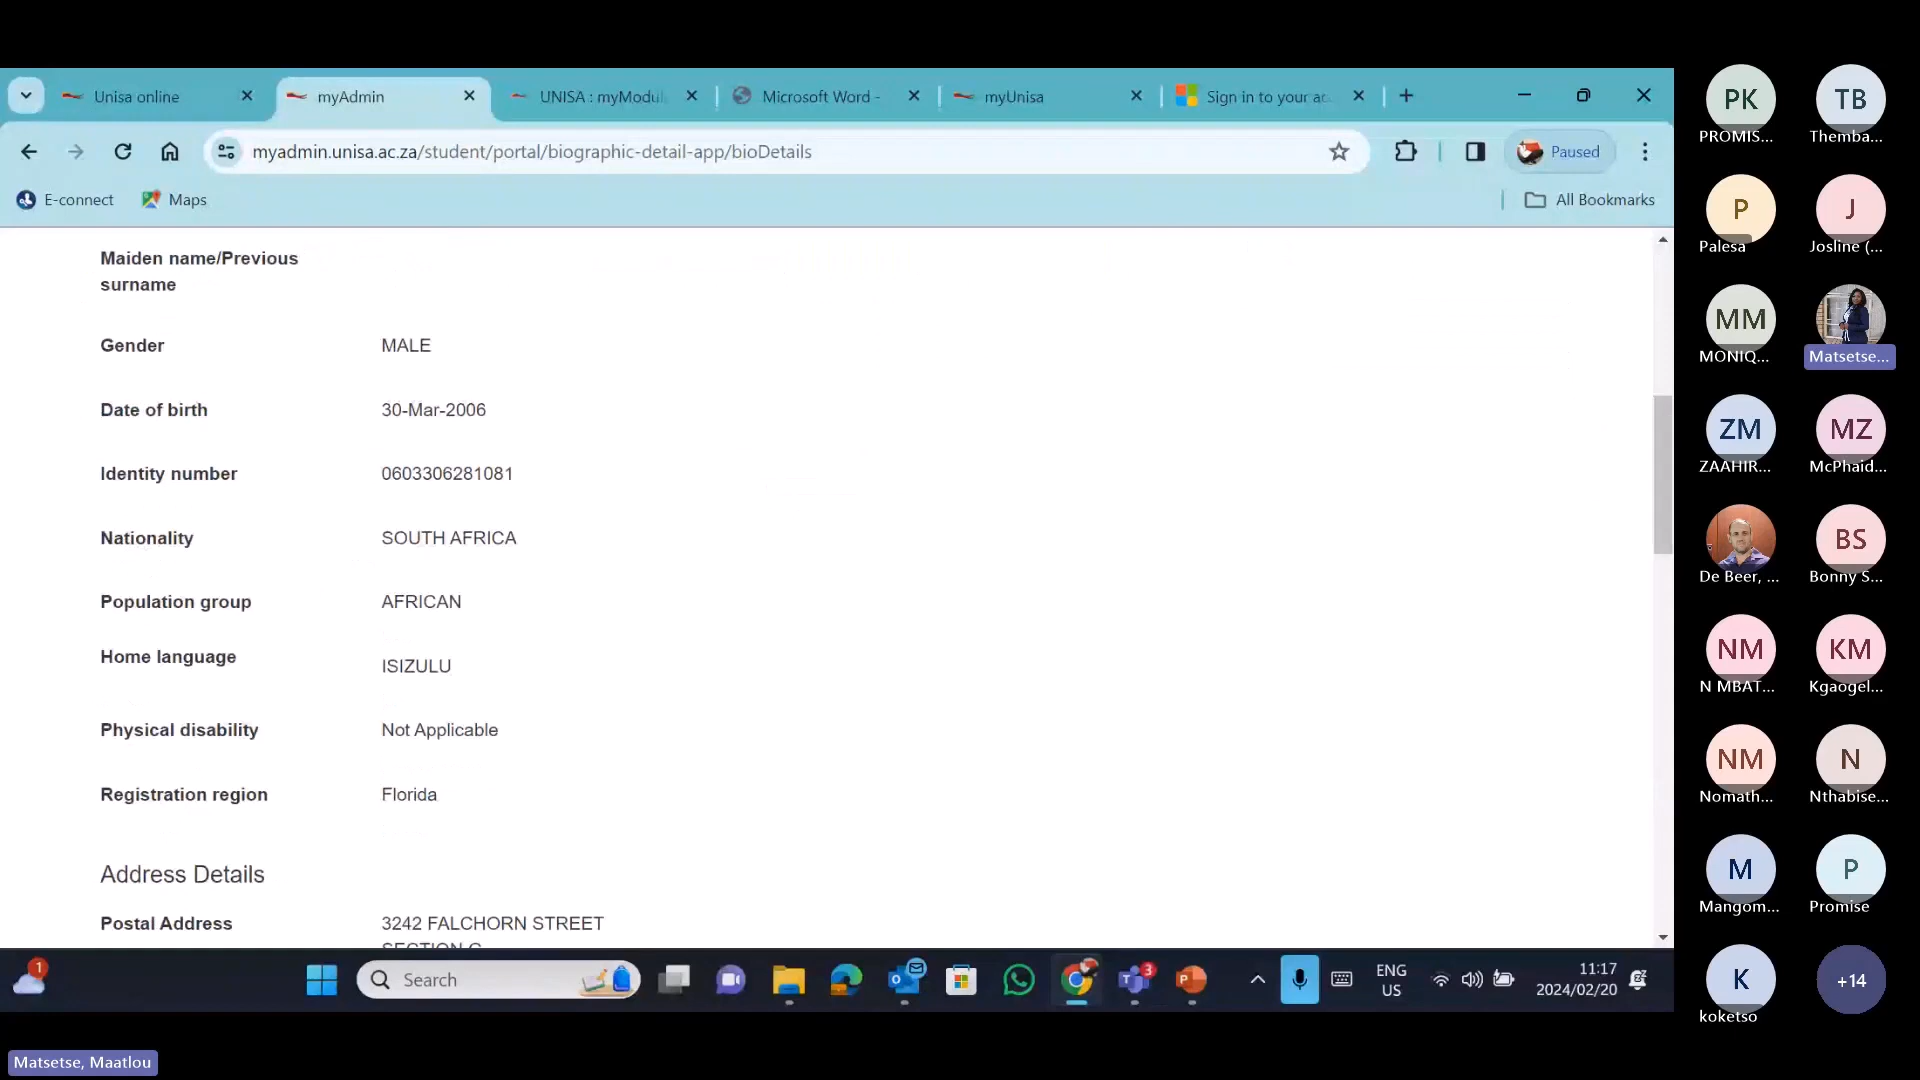 Unisa online
myAdmin
UNISA : myModul
Microsoft Word -
myUnisa
Sign in to your ac
myadmin.unisa.ac.za/student/portal/biographic-detail-app/bioDetails
Paused
E-connect
Maps
All Bookmarks
Maiden name/Previous
surname
Gender MALE
Date of birth 30-Mar-2006
Identity number 0603306281081
Nationality SOUTH AFRICA
Population group AFRICAN
Home language ISIZULU
Physical disability Not Applicable
Registration region Florida
Address Details
Postal Address 3242 FALCHORN STREET
1
Search
3
ENG
US
11:17
2024/02/20
PK
PROMIS...
TB
Themba...
P
Palesa
J
Josline (...
MM
MONIQ...
Matsetse...
ZM
ZAAHIR...
MZ
McPhaid...
De Beer, ...
BS
Bonny S...
NM
N MBAT...
KM
Kgaogel...
NM
Nomath...
N
Nthabise...
M
Mangom...
P
Promise
K
koketso
+14
Matsetse, Maatlou